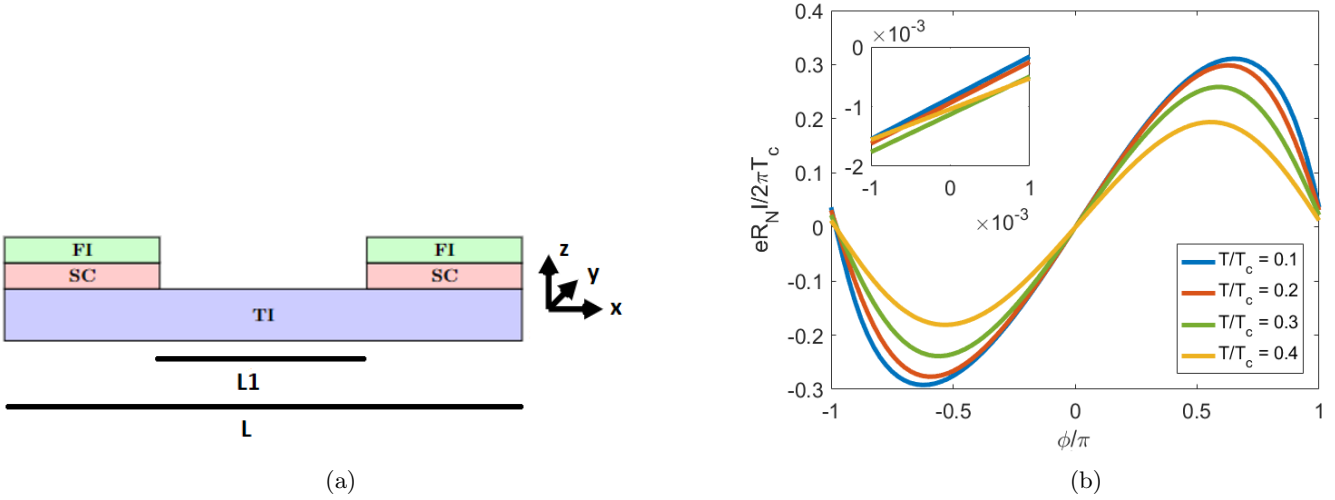 FI
FI
SC
SC
TI
L1
L
z
y
x
(a)
eR_N I/2πT_c
0.4
0.3
0.2
0.1
0
-0.1
-0.2
-0.3
-1
-0.5
0
0.5
1
ϕ/π
×10^-3
0
-1
-2
-1
0
1
×10^-3
T/T_c = 0.1
T/T_c = 0.2
T/T_c = 0.3
T/T_c = 0.4
(b)